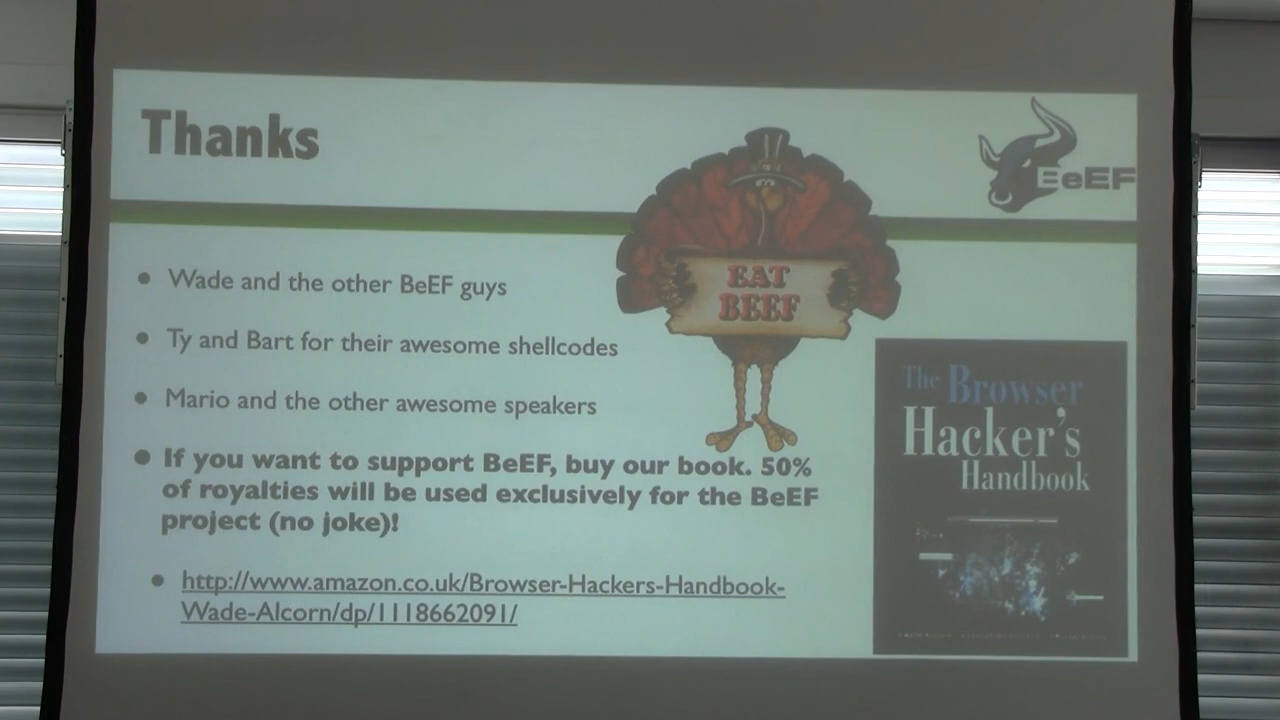 Thanks
BeEF
EAT
BEEF
Wade and the other BeEF guys
Ty and Bart for their awesome shellcodes
Mario and the other awesome speakers
If you want to support BeEF, buy our book. 50%
of royalties will be used exclusively for the BeEF
project (no joke)!
http://www.amazon.co.uk/Browser-Hackers-Handbook-
Wade-Alcorn/dp/1118662091/
The Browser
Hacker's
Handbook